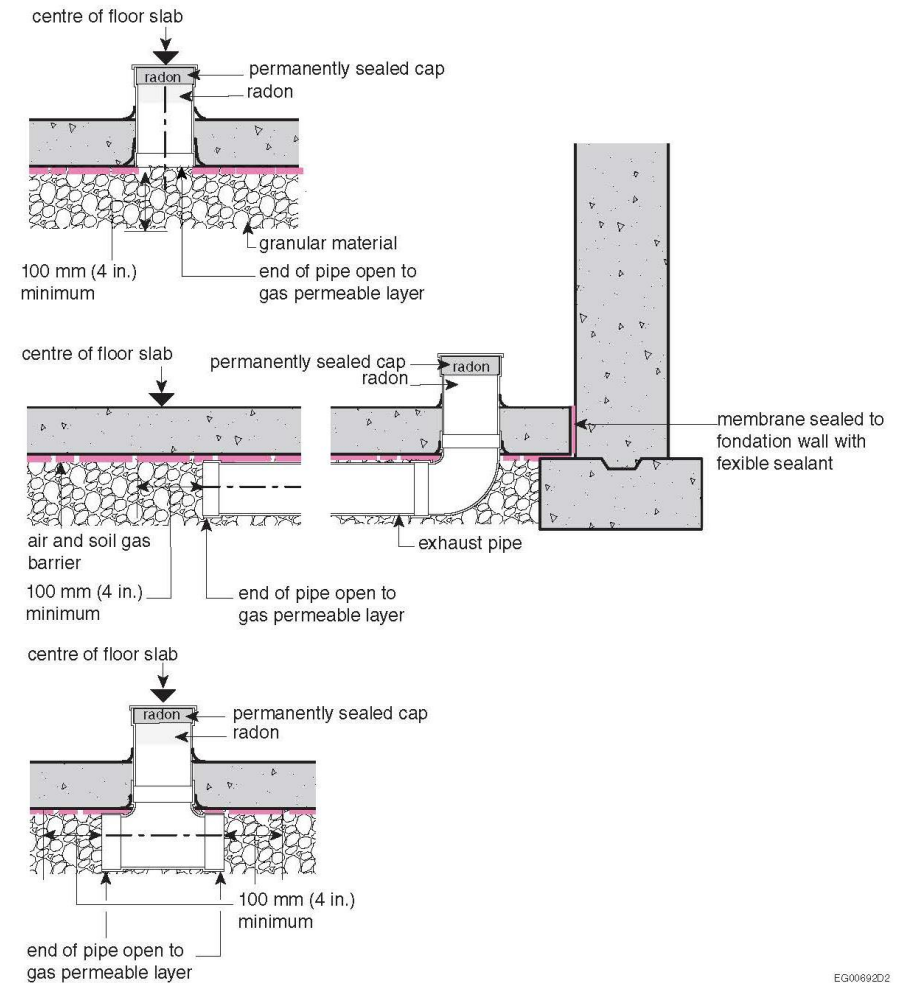 centre of floor slab
radon
permanently sealed cap
radon
granular material
100 mm (4 in.)
minimum
end of pipe open to
gas permeable layer
centre of floor slab
permanently sealed cap
radon
radon
membrane sealed to
fondation wall with
fexible sealant
air and soil gas
barrier
exhaust pipe
100 mm (4 in.)
minimum
end of pipe open to
gas permeable layer
centre of floor slab
radon
permanently sealed cap
radon
100 mm (4 in.)
minimum
end of pipe open to
gas permeable layer
EG00692D2